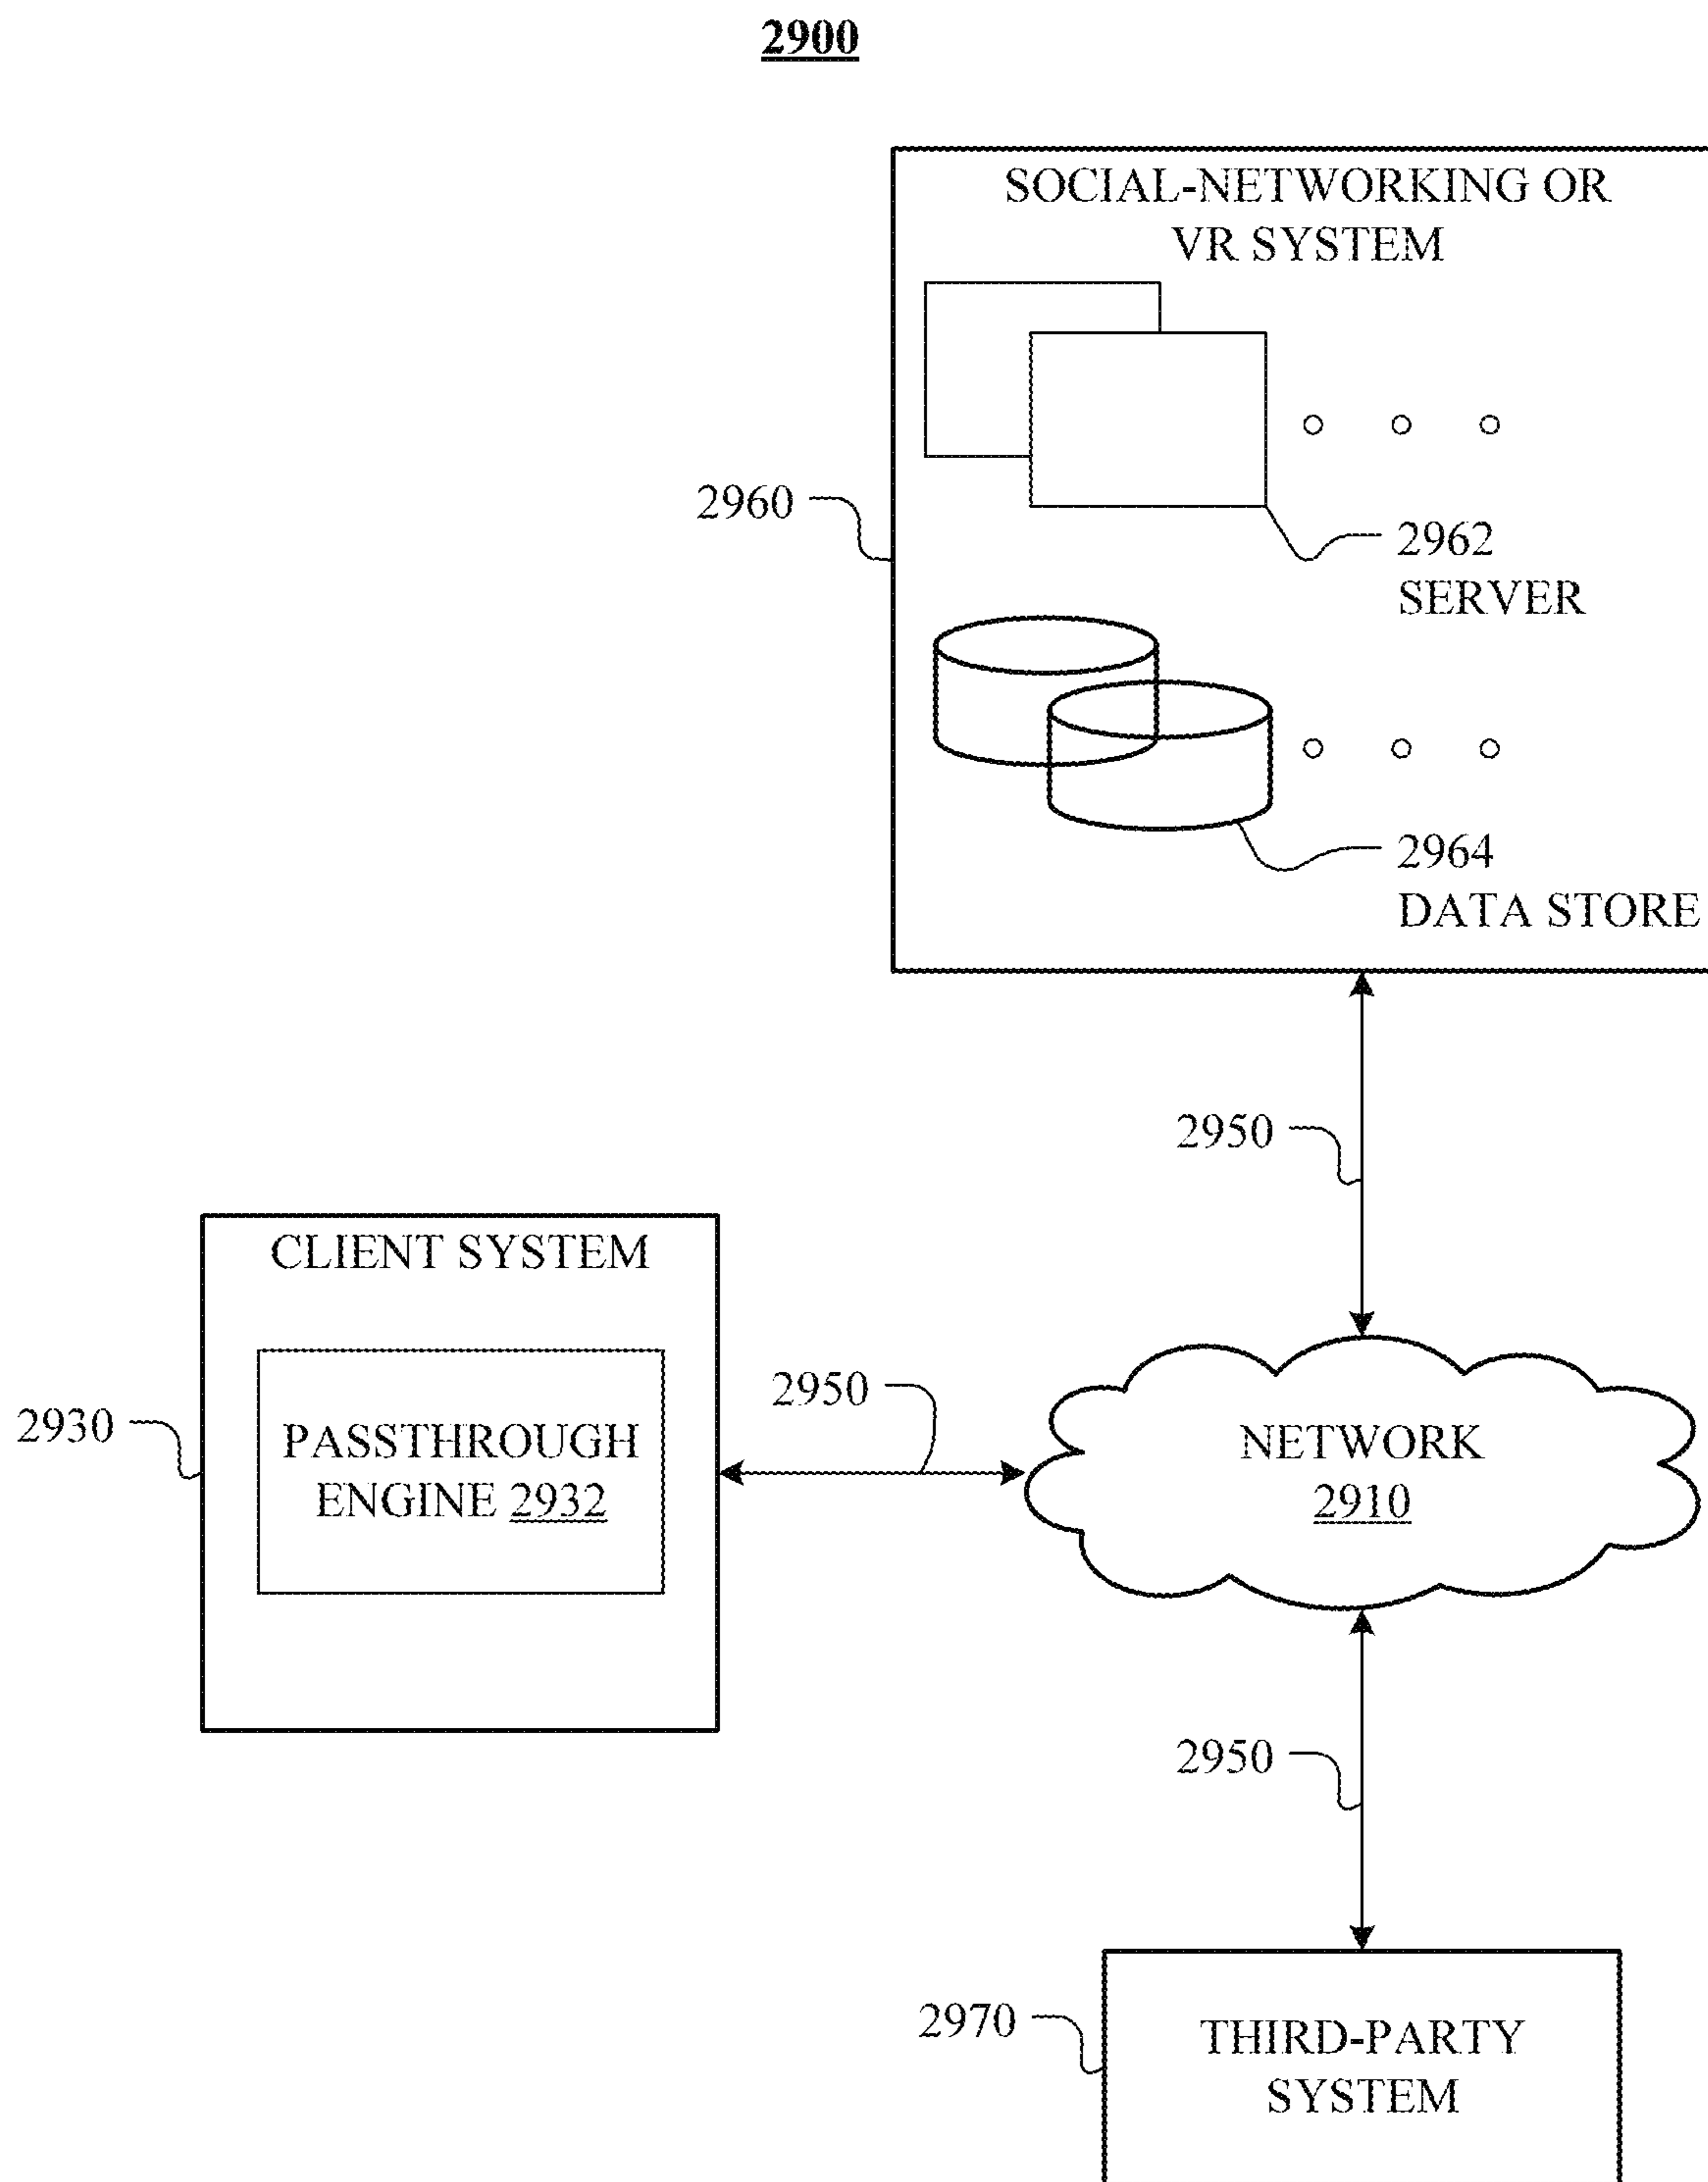 2900
SOCIAL-NETWORKING OR
VR SYSTEM
2960
2962
SERVER
2964
DATA STORE
2950
CLIENT SYSTEM
2930
PASSTHROUGH
ENGINE 2932
2950
NETWORK
2910
2950
2970
THIRD-PARTY
SYSTEM